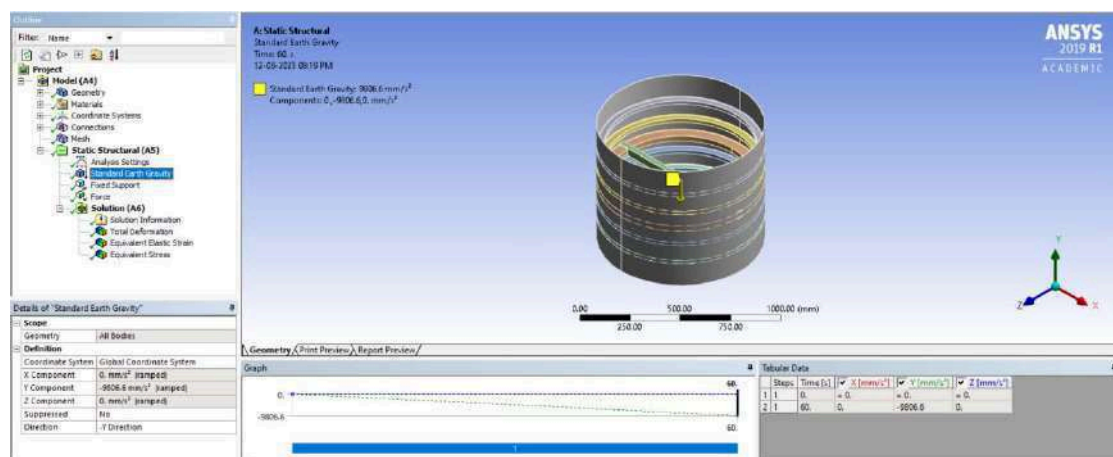 Outline
Filter: Name
Project
Model (A4)
Geometry
Materials
Coordinate Systems
Connections
Mesh
Static Structural (A5)
Analysis Settings
Standard Earth Gravity
Fixed Support
Force
Solution (A6)
Solution Information
Total Deformation
Equivalent Elastic Strain
Equivalent Stress
Details of "Standard Earth Gravity"
Scope
Geometry All Bodies
Definition
Coordinate System Global Coordinate System
X Component 0. mm/s² (ramped)
Y Component -9806.6 mm/s² (ramped)
Z Component 0. mm/s² (ramped)
Suppressed No
Direction -Y Direction
A: Static Structural
Standard Earth Gravity
Time: 60. s
Standard Earth Gravity: 9806.6 mm/s²
Components: 0.,-9806.6,0. mm/s²
ANSYS
2019 R1
ACADEMIC
Y
Z X
0.00 500.00 1000.00 (mm)
250.00 750.00
Geometry Print Preview Report Preview
Graph
60.
0.
-9806.6
60.
1
Tabular Data
Steps Time [s] X [mm/s²] Y [mm/s²] Z [mm/s²]
1 1 0. = 0. = 0. = 0.
2 1 60. 0. -9806.6 0.